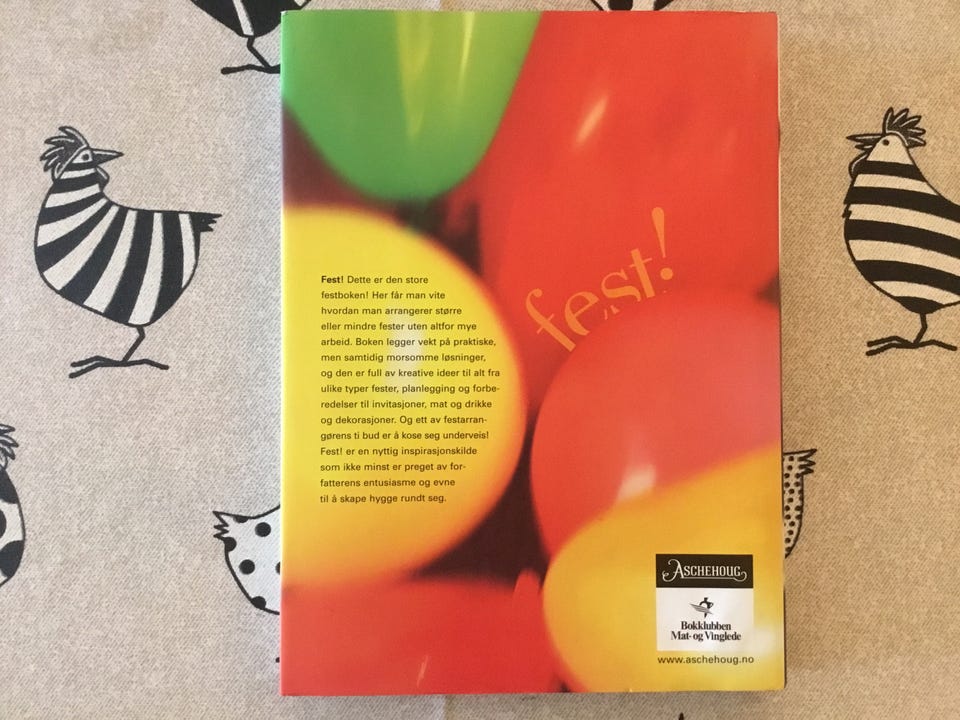 fest!
Fest! Dette er den store
festboken! Her får man vite
hvordan man arrangerer større
eller mindre fester uten altfor mye
arbeid. Boken legger vekt på praktiske,
men samtidig morsomme løsninger,
og den er full av kreative ideer til alt fra
ulike typer fester, planlegging og forbe-
redelser til invitasjoner, mat og drikke
og dekorasjoner. Og ett av festarran-
gørens ti bud er å kose seg underveis!
Fest! er en nyttig inspirasjonskilde
som ikke minst er preget av for-
fatterens entusiasme og evne
til å skape hygge rundt seg.
ASCHEHOUG
Bokklubben
Mat- og Vinglede
www.aschehoug.no